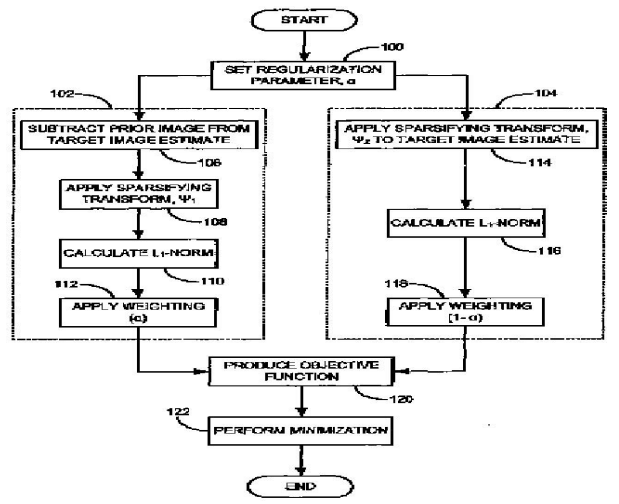 START
100
SET REGULARIZATION
PARAMETER, α
102
104
SUBTRACT PRIOR IMAGE FROM
TARGET IMAGE ESTIMATE
106
APPLY SPARSIFYING TRANSFORM,
Ψ₂ TO TARGET IMAGE ESTIMATE
114
APPLY SPARSIFYING
TRANSFORM, Ψ₁
108
CALCULATE L₁-NORM
110
CALCULATE L₁-NORM
116
112
APPLY WEIGHTING
(α)
118
APPLY WEIGHTING
(1- α)
PRODUCE OBJECTIVE
FUNCTION
120
122
PERFORM MINIMIZATION
END